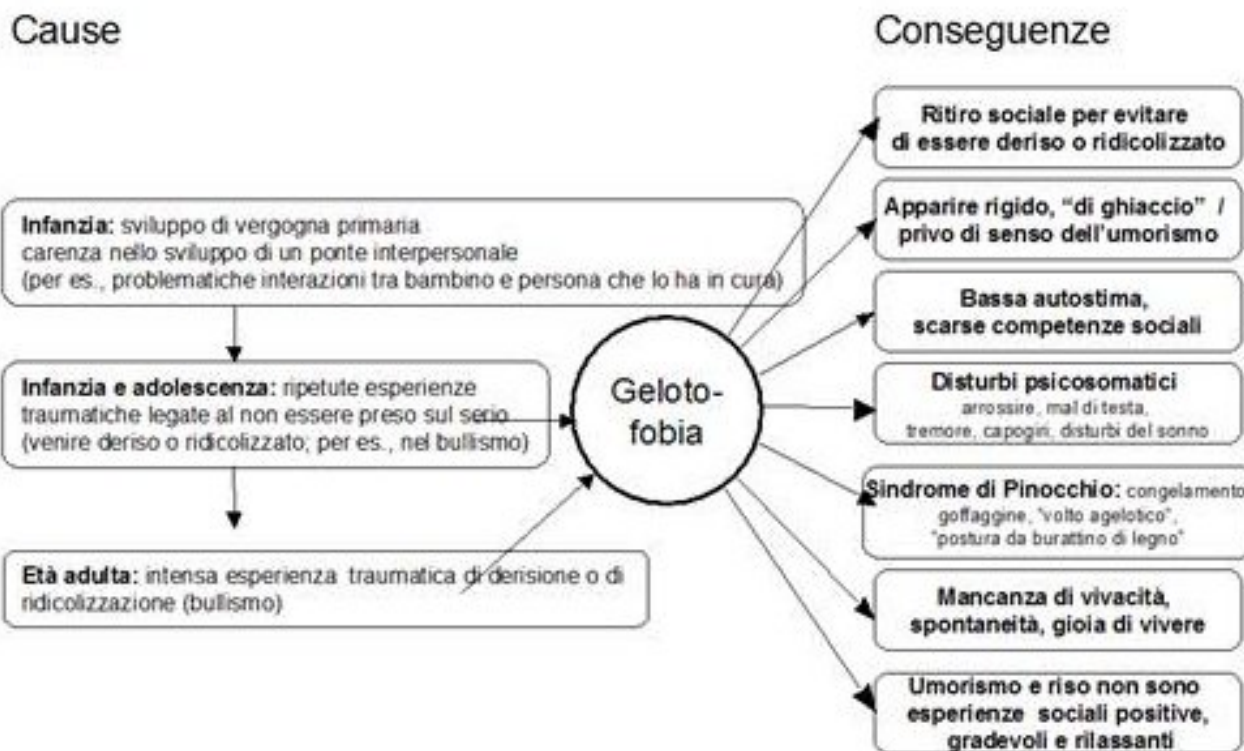 Cause
Infanzia: sviluppo di vergogna primaria
carenza nello sviluppo di un ponte interpersonale
(per es., problematiche interazioni tra bambino e persona che lo ha in cura)
Infanzia e adolescenza: ripetute esperienze
traumatiche legate al non essere preso sul serio
(venire deriso o ridicolizzato; per es., nel bullismo)
Età adulta: intensa esperienza traumatica di derisione o di
ridicolizzazione (bullismo)
Geloto-
fobia
Conseguenze
Ritiro sociale per evitare
di essere deriso o ridicolizzato
Apparire rigido, “di ghiaccio” /
privo di senso dell’umorismo
Bassa autostima,
scarse competenze sociali
Disturbi psicosomatici
arrossire, mal di testa,
tremore, capogiri, disturbi del sonno
Sindrome di Pinocchio: congelamento
goffaggine, “volto agelotico”,
“postura da burattino di legno”
Mancanza di vivacità,
spontaneità, gioia di vivere
Umorismo e riso non sono
esperienze sociali positive,
gradevoli e rilassanti